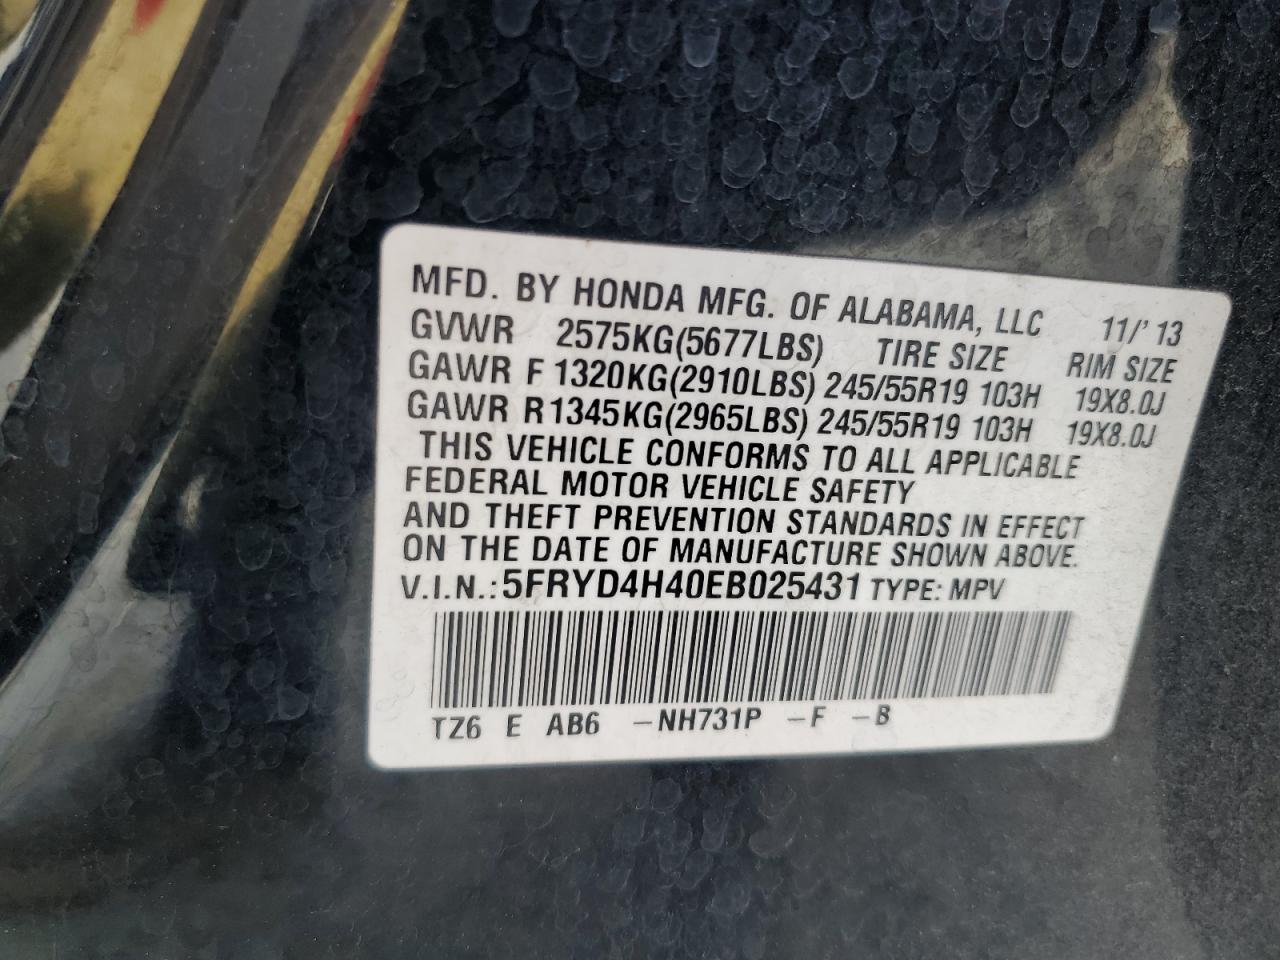 MFD. BY HONDA MFG. OF ALABAMA, LLC 11/'13
GVWR 2575KG(5677LBS) TIRE SIZE RIM SIZE
GAWR F 1320KG(2910LBS) 245/55R19 103H 19X8.0J
GAWR R1345KG(2965LBS) 245/55R19 103H 19X8.0J
THIS VEHICLE CONFORMS TO ALL APPLICABLE
FEDERAL MOTOR VEHICLE SAFETY
AND THEFT PREVENTION STANDARDS IN EFFECT
ON THE DATE OF MANUFACTURE SHOWN ABOVE.
V.I.N.: 5FRYD4H40EB025431 TYPE: MPV
TZ6 E AB6 -NH731P -F -B